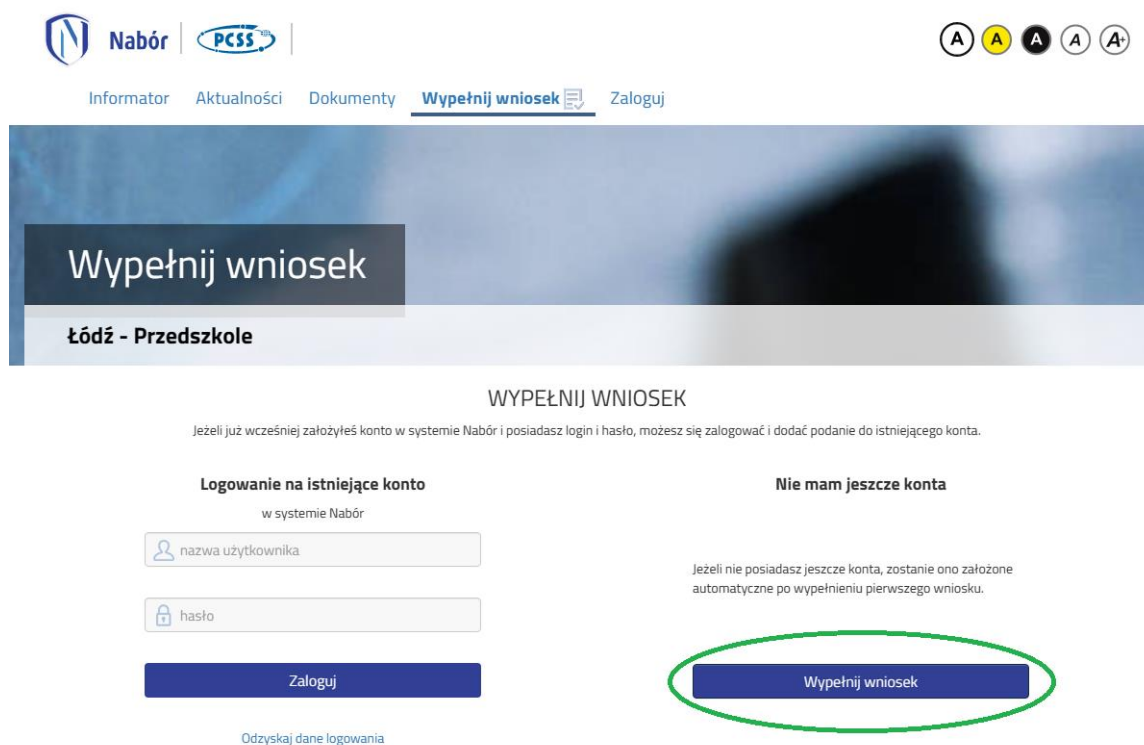 Nabór
PCSS
A A A A A+
Informator Aktualności Dokumenty Wypełnij wniosek Zaloguj
Wypełnij wniosek
Łódź - Przedszkole
WYPEŁNIJ WNIOSEK
Jeżeli już wcześniej założyłeś konto w systemie Nabór i posiadasz login i hasło, możesz się zalogować i dodać podanie do istniejącego konta.
Logowanie na istniejące konto
w systemie Nabór
nazwa użytkownika
hasło
Zaloguj
Odzyskaj dane logowania
Nie mam jeszcze konta
Jeżeli nie posiadasz jeszcze konta, zostanie ono założone
automatyczne po wypełnieniu pierwszego wniosku.
Wypełnij wniosek